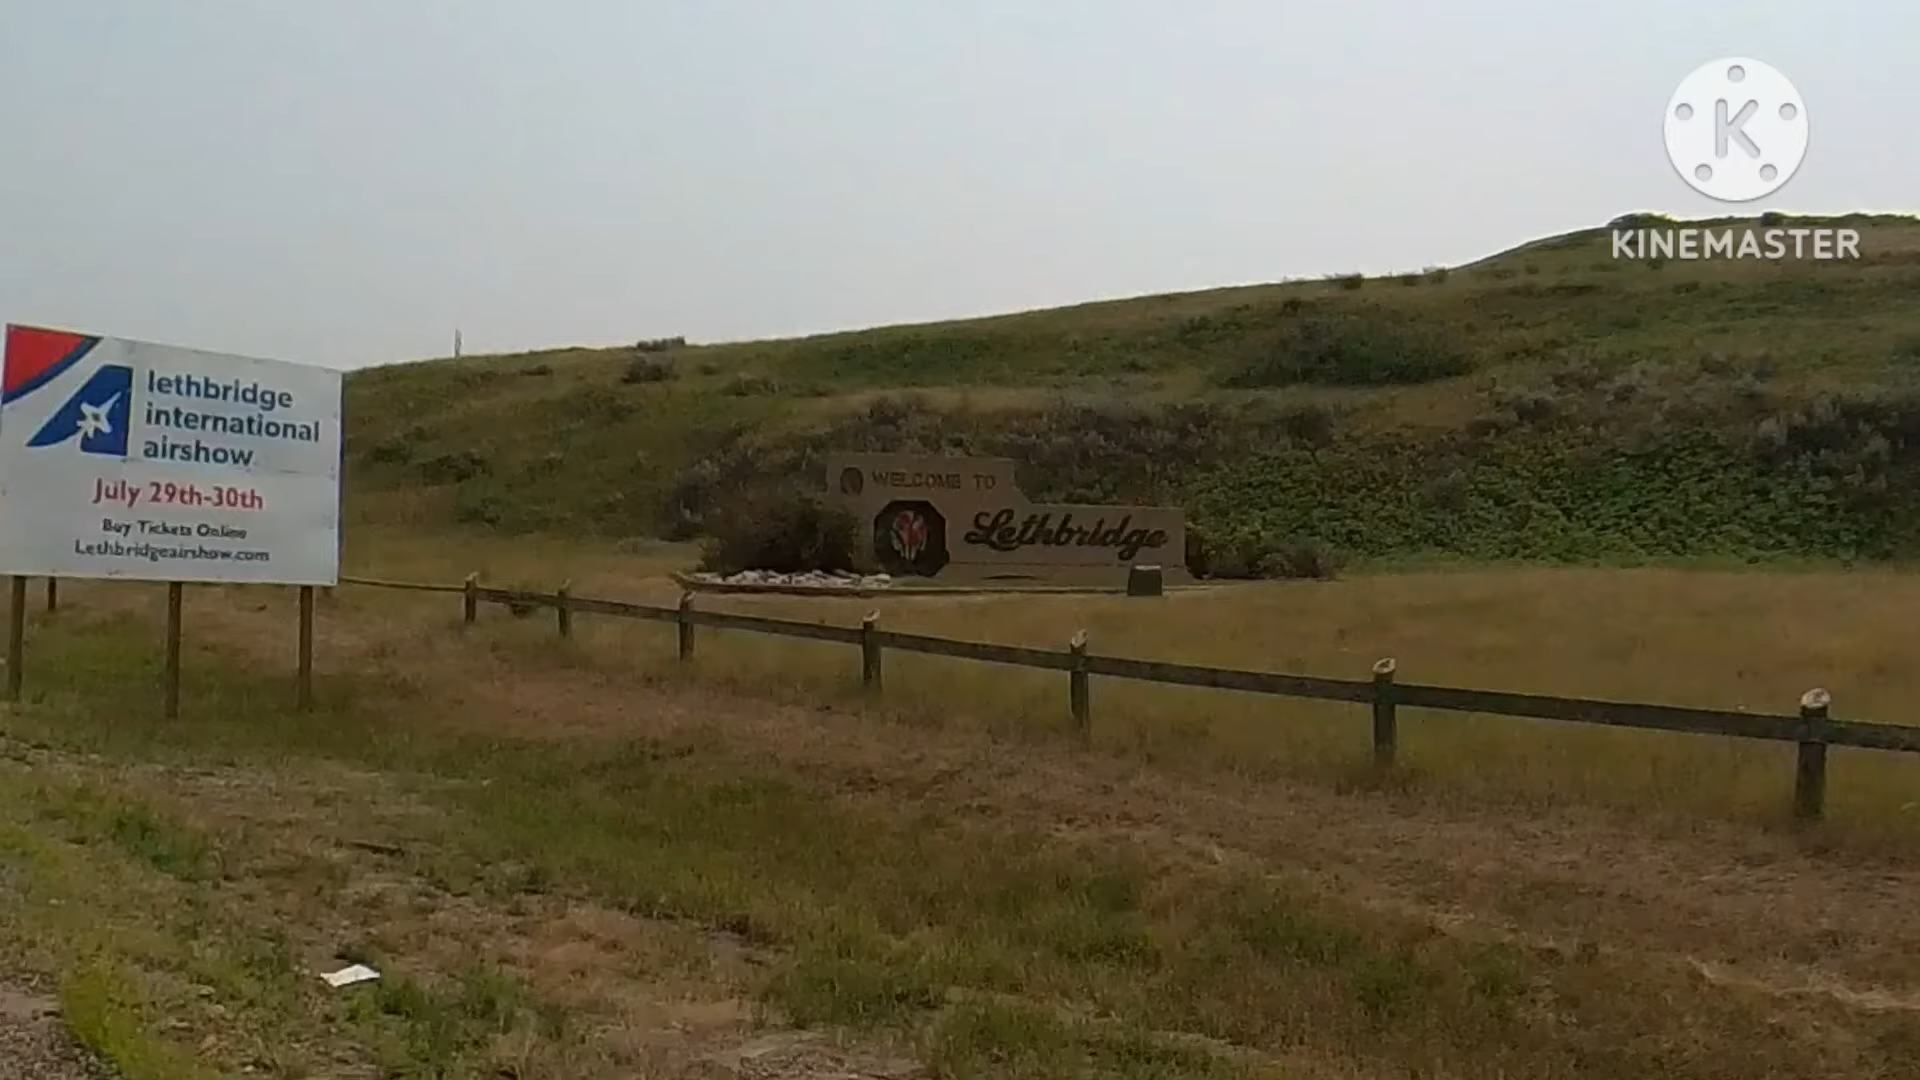 lethbridge
international
airshow
July 29th-30th
Buy Tickets Online
Lethbridgeairshow.com
WELCOME TO
Lethbridge
K
KINEMASTER